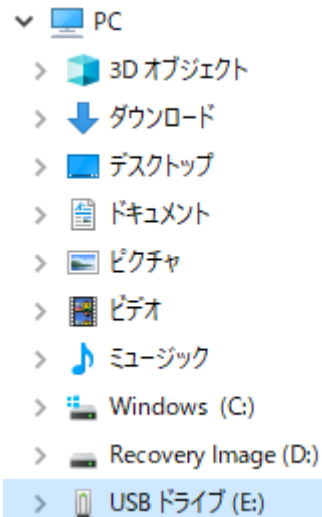 PC
3D オブジェクト
ダウンロード
デスクトップ
ドキュメント
ピクチャ
ビデオ
ミュージック
Windows  (C:)
Recovery Image (D:)
USB ドライブ (E:)